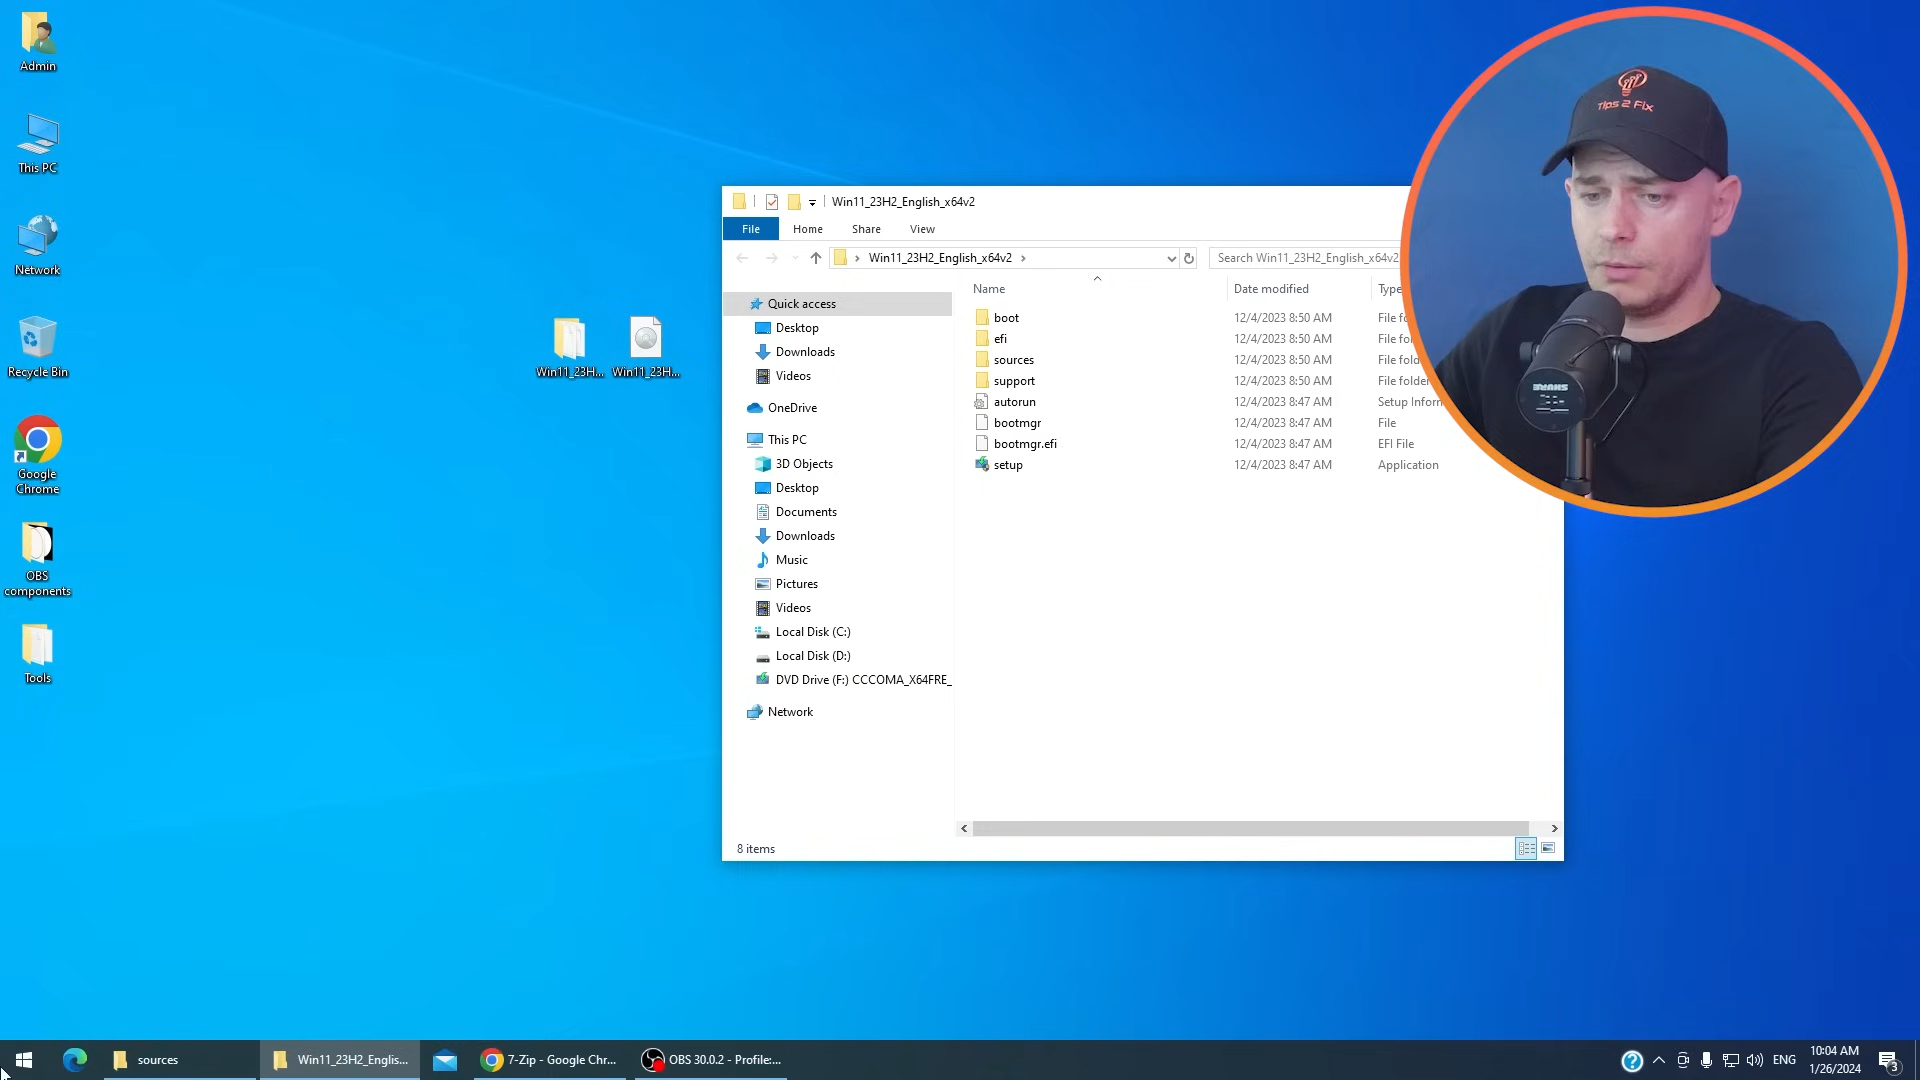 Admin
This PC
Network
Recycle Bin
Google
Chrome
OBS
components
Tools
Win11_23H...
Win11_23H...
Win11_23H2_English_x64v2
File
Home
Share
View
Win11_23H2_English_x64v2
Search Win11_23H2_English_x64v2
Quick access
Desktop
Downloads
Videos
OneDrive
This PC
3D Objects
Desktop
Documents
Downloads
Music
Pictures
Videos
Local Disk (C:)
Local Disk (D:)
DVD Drive (F:) CCCOMA_X64FRE_
Network
Name Date modified Type
boot 12/4/2023 8:50 AM File fo
efi 12/4/2023 8:50 AM File fo
sources 12/4/2023 8:50 AM File fold
support 12/4/2023 8:50 AM File folder
autorun 12/4/2023 8:47 AM Setup Inform
bootmgr 12/4/2023 8:47 AM File
bootmgr.efi 12/4/2023 8:47 AM EFI File
setup 12/4/2023 8:47 AM Application
8 items
Tips 2 Fix
SHURE
sources
Win11_23H2_Englis...
7-Zip - Google Chr...
OBS 30.0.2 - Profile:...
ENG
10:04 AM
1/26/2024
3